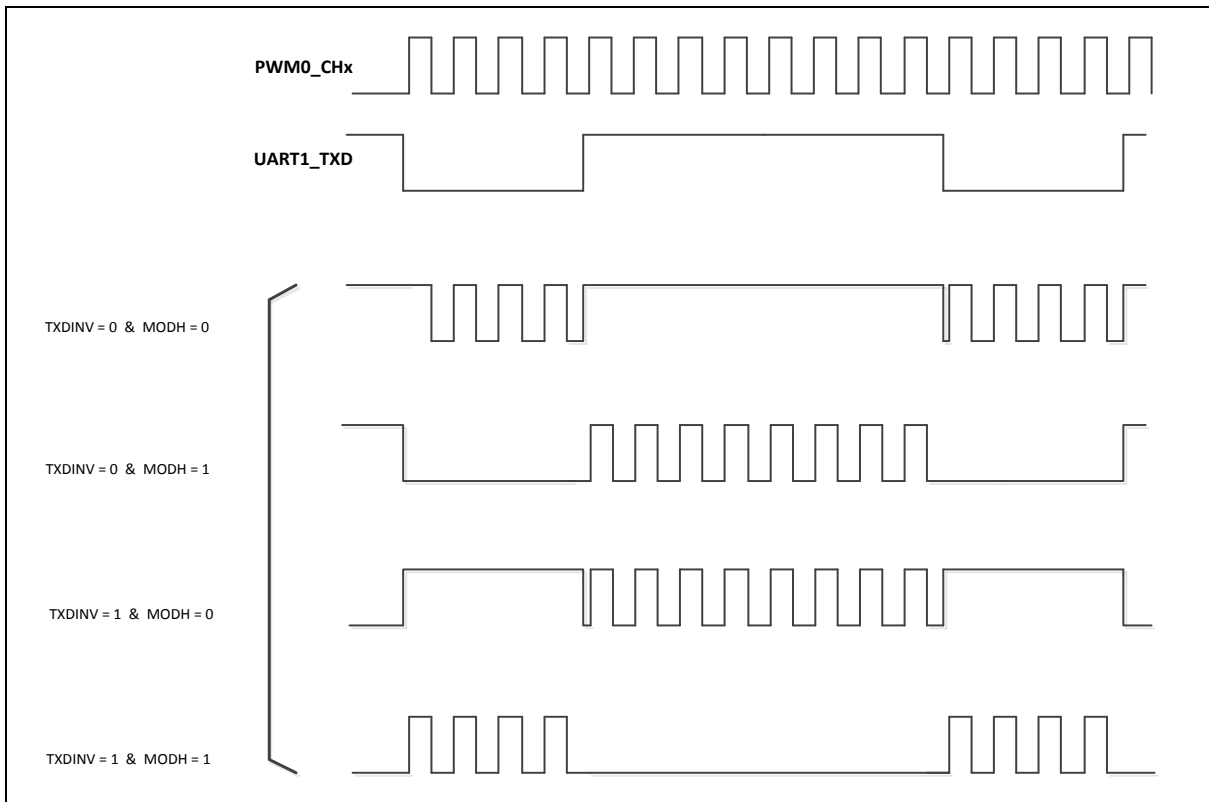 PWM0_CHx
UART1_TXD
TXDINV = 0 & MODH = 0
TXDINV = 0 & MODH = 1
TXDINV = 1 & MODH = 0
TXDINV = 1 & MODH = 1